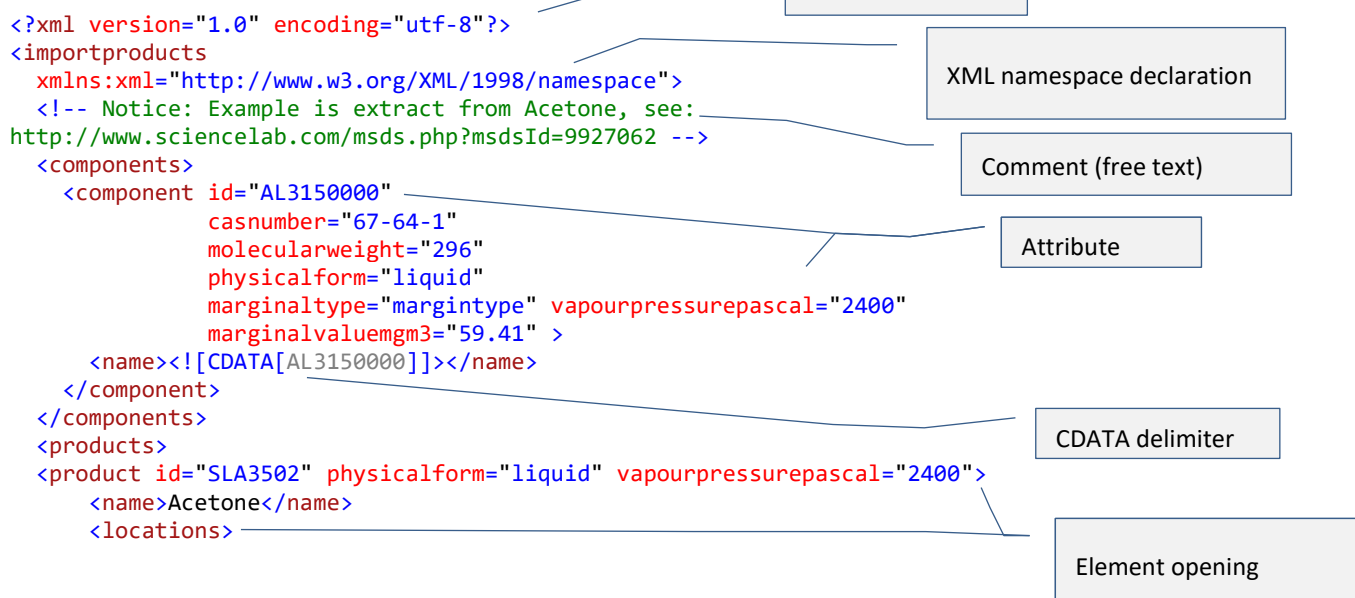 <?xml version="1.0" encoding="utf-8"?>
<importproducts
xmlns:xml="http://www.w3.org/XML/1998/namespace">
XML namespace declaration
<!-- Notice: Example is extract from Acetone, see:
http://www.sciencelab.com/msds.php?msdsId=9927062 -->
<components>
Comment (free text)
<component id="AL3150000"
casnumber="67-64-1"
molecularweight="296"
Attribute
physicalform="liquid"
marginaltype="margintype" vapourpressurepascal="2400"
marginalvaluemgm3="59.41" >
<name><![CDATA[AL3150000]]></name>
</component>
</components>
CDATA delimiter
<products>
<product id="SLA3502" physicalform="liquid" vapourpressurepascal="2400">
<name>Acetone</name>
<locations>
Element opening